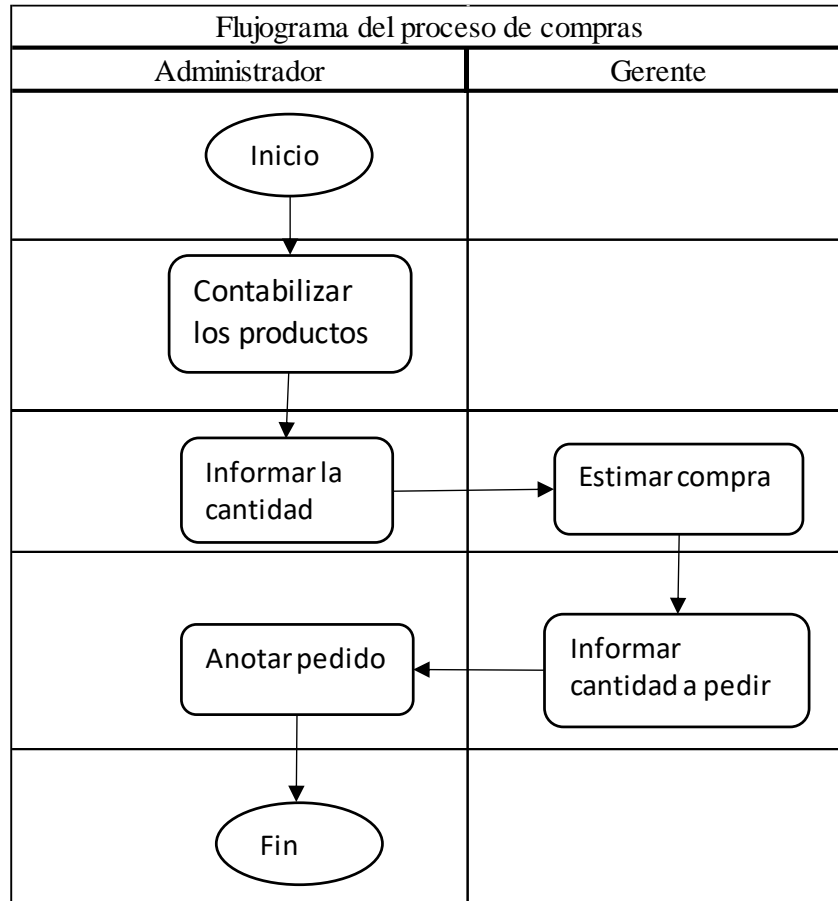 Flujograma del proceso de compras
Administrador
Gerente
Inicio
Contabilizar
los productos
Informar la
cantidad
Estimar compra
Informar
cantidad a pedir
Anotar pedido
Fin